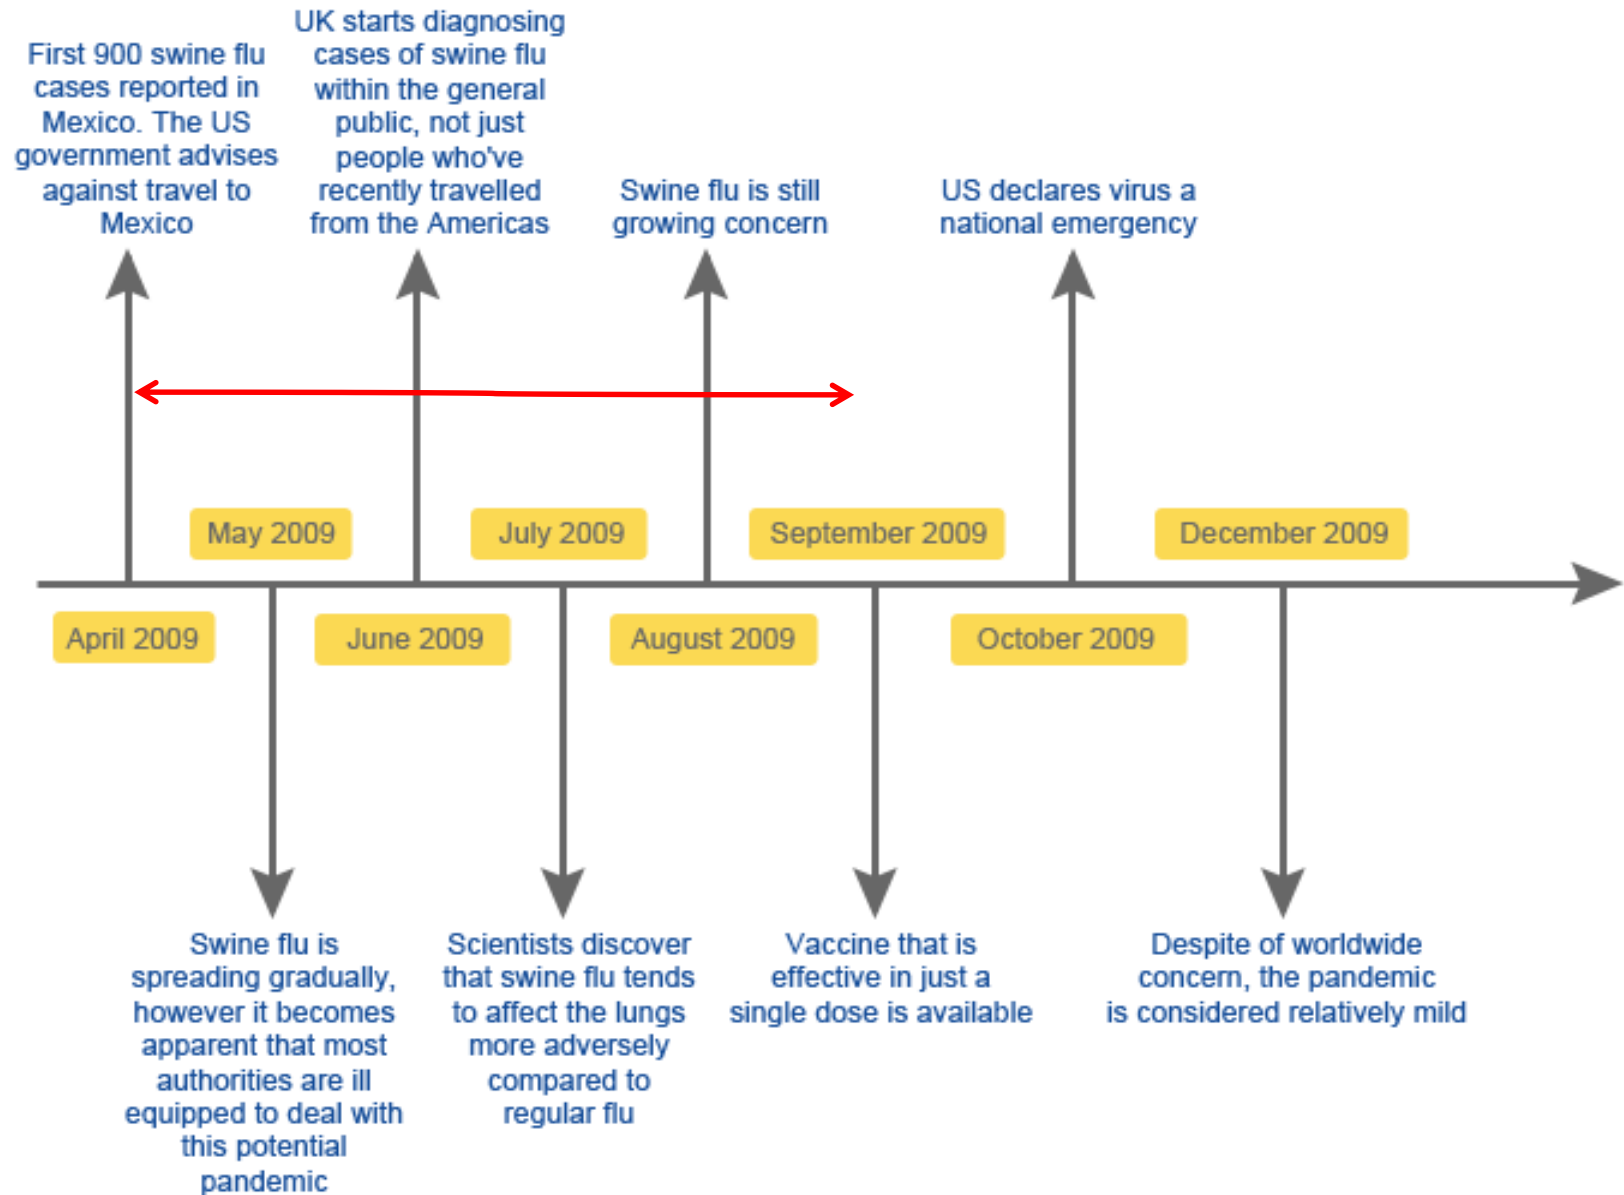 First 900 swine flu
cases reported in
Mexico. The US
government advises
against travel to
Mexico
UK starts diagnosing
cases of swine flu
within the general
public, not just
people who've
recently travelled
from the Americas
Swine flu is still
growing concern
US declares virus a
national emergency
May 2009
July 2009
September 2009
December 2009
April 2009
June 2009
August 2009
October 2009
Swine flu is
spreading gradually,
however it becomes
apparent that most
authorities are ill
equipped to deal with
this potential
pandemic
Scientists discover
that swine flu tends
to affect the lungs
more adversely
compared to
regular flu
Vaccine that is
effective in just a
single dose is available
Despite of worldwide
concern, the pandemic
is considered relatively mild